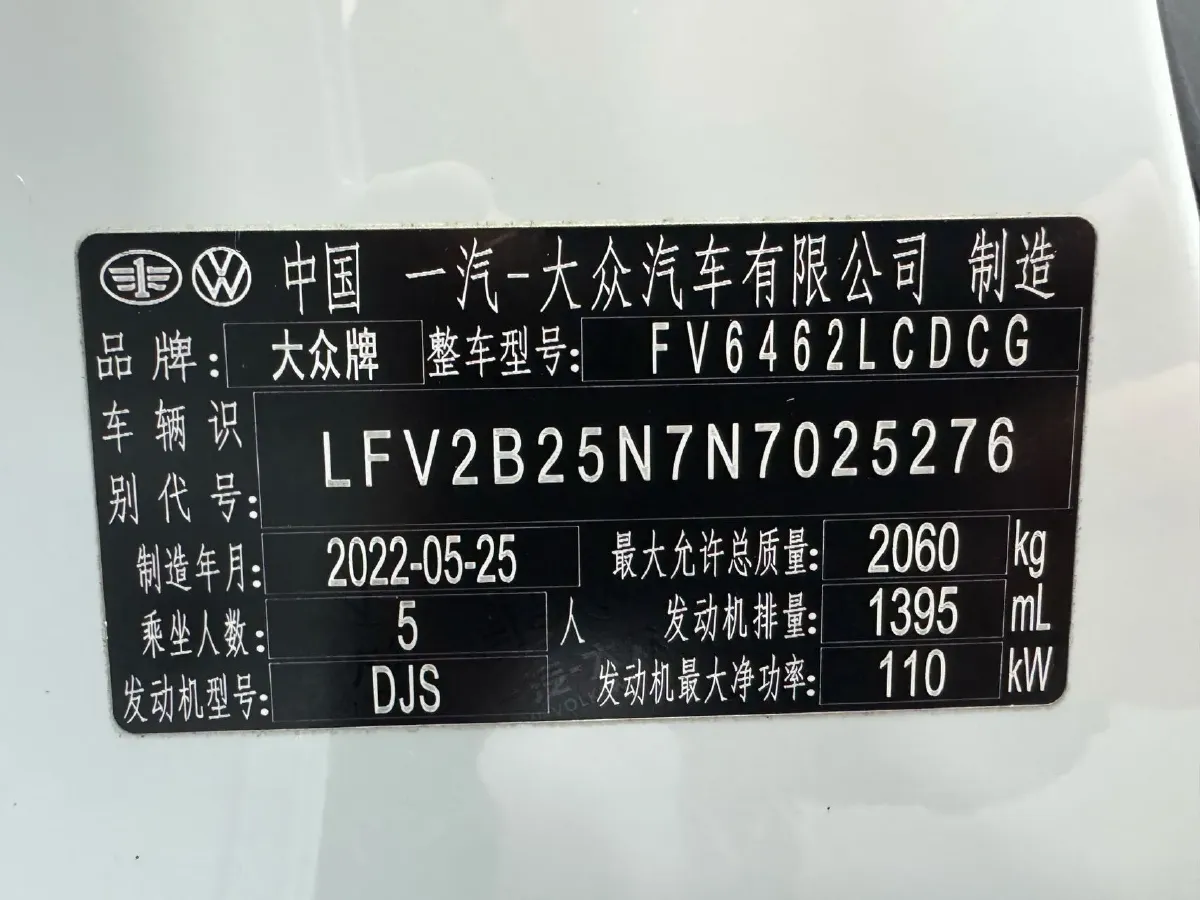 中国 一汽-大众汽车有限公司 制造
品牌: 大众牌 整车型号: FV6462LCDCG
车辆识别代号: LFV2B25N7N7025276
制造年月: 2022-05-25 最大允许总质量: 2060 kg
乘坐人数: 5 人 发动机排量: 1395 mL
发动机型号: DJS 发动机最大净功率: 110 kW